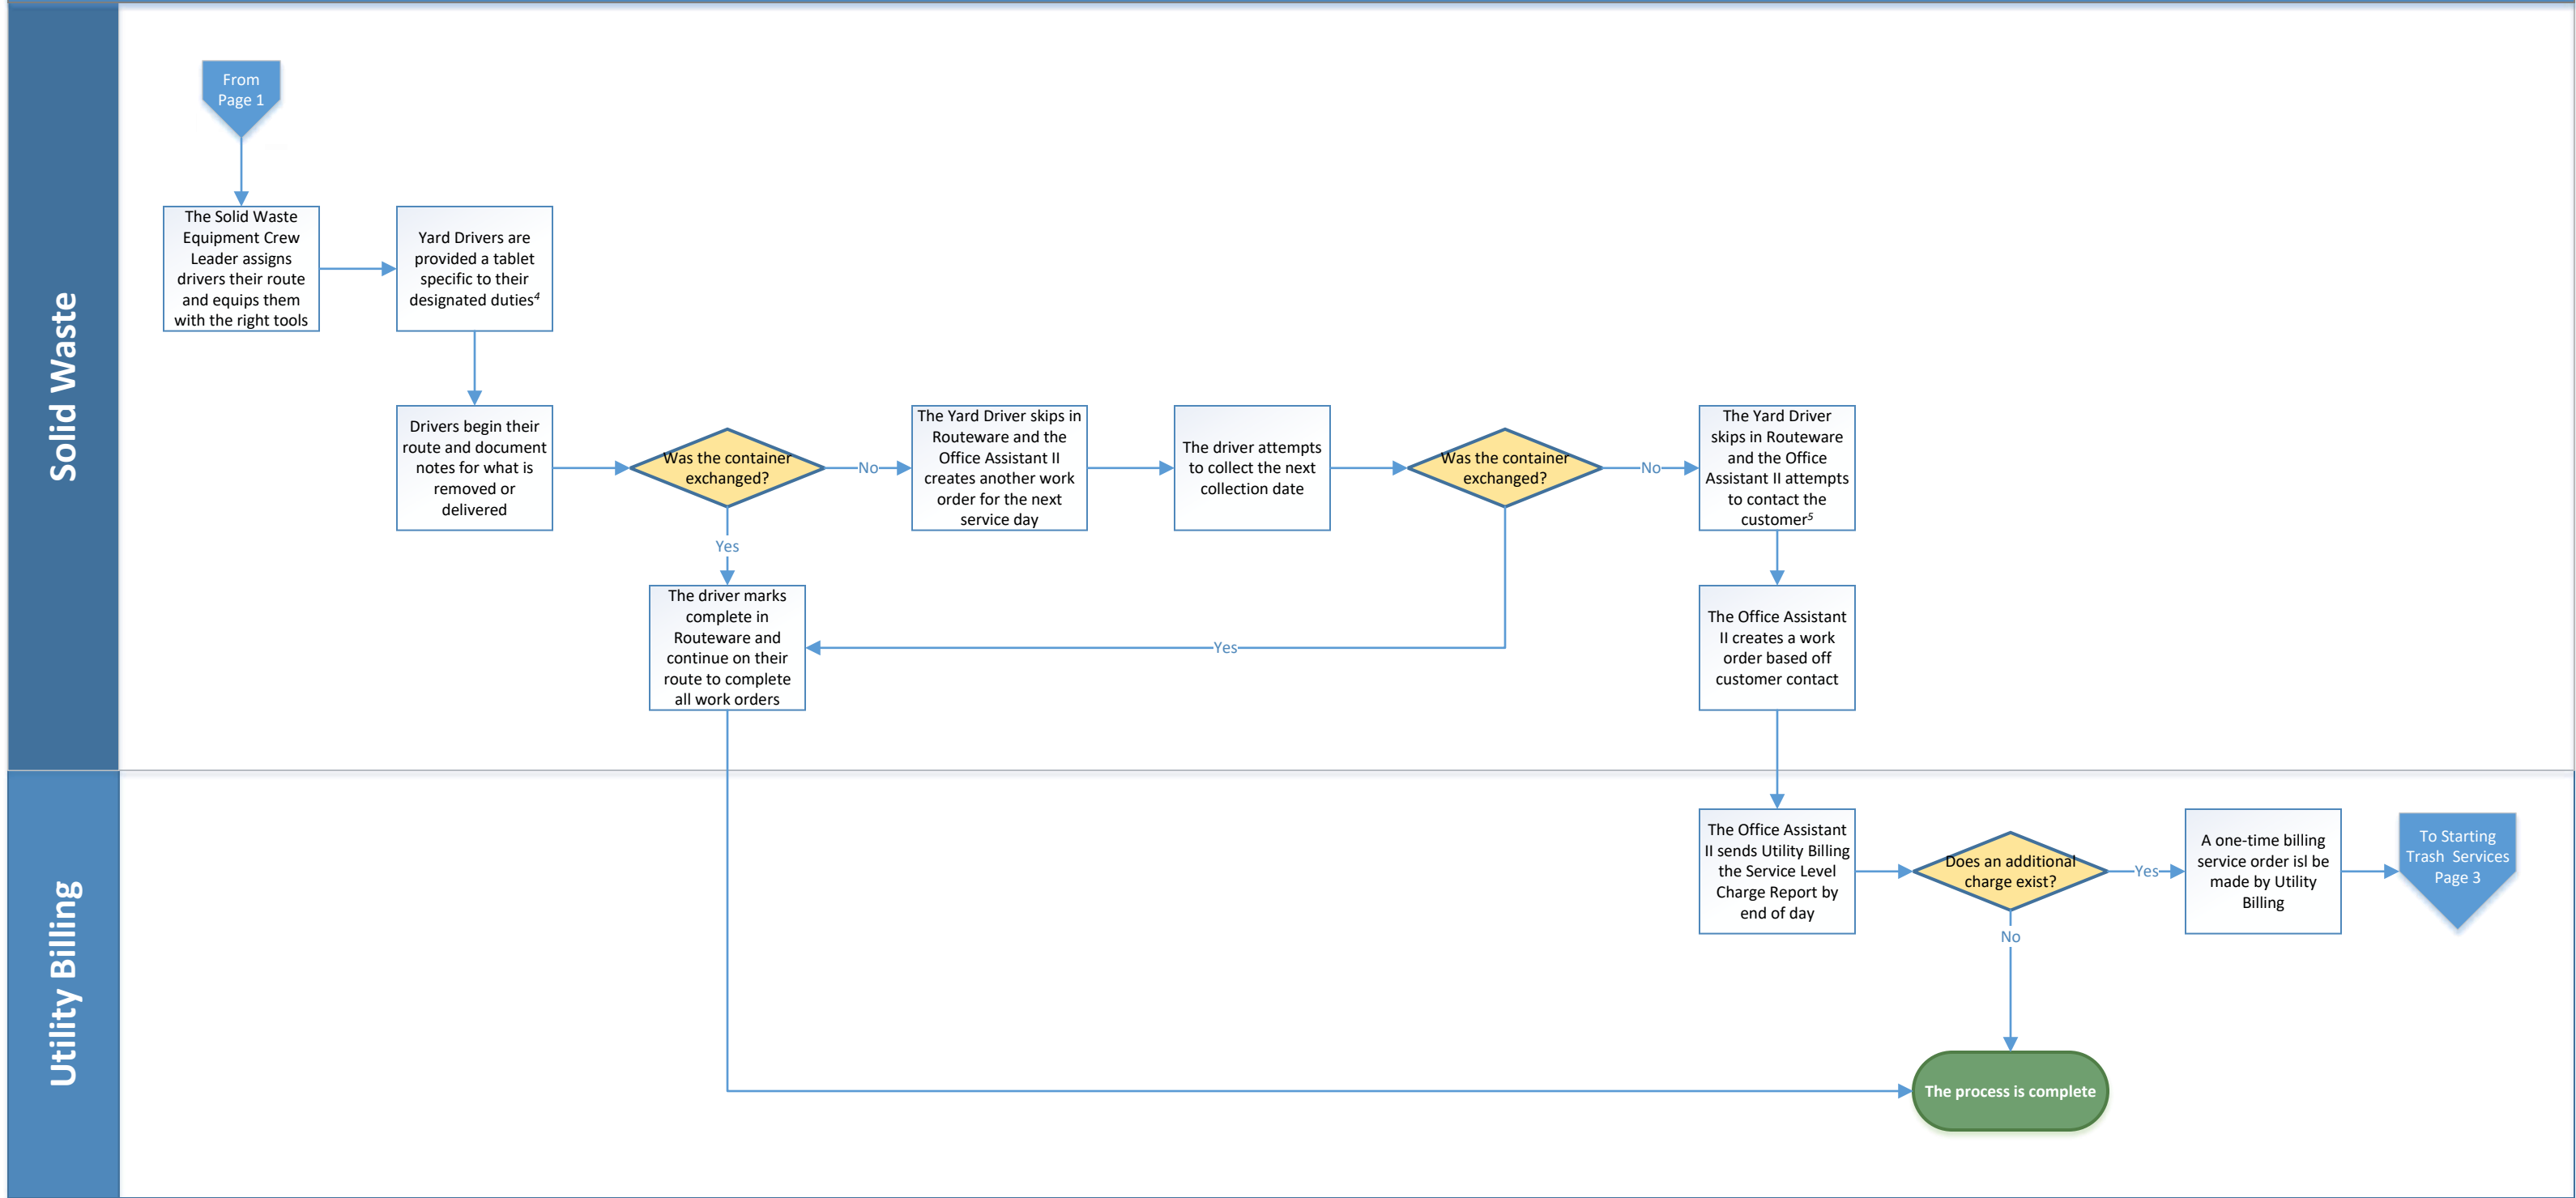 Solid Waste
From
Page 1
The Solid Waste
Equipment Crew
Leader assigns
drivers their route
and equips them
with the right tools
Yard Drivers are
provided a tablet
specific to their
designated duties4
Drivers begin their
route and document
notes for what is
removed or
delivered
Was the container
exchanged?
No
The Yard Driver skips in
Routeware and the
Office Assistant II
creates another work
order for the next
service day
The driver attempts
to collect the next
collection date
Was the container
exchanged?
No
The Yard Driver
skips in Routeware
and the Office
Assistant II attempts
to contact the
customer5
Yes
The driver marks
complete in
Routeware and
continue on their
route to complete
all work orders
Yes
The Office Assistant
II creates a work
order based off
customer contact
Utility Billing
The Office Assistant
II sends Utility Billing
the Service Level
Charge Report by
end of day
Does an additional
charge exist?
Yes
A one-time billing
service order isl be
made by Utility
Billing
To Starting
Trash Services
Page 3
No
The process is complete